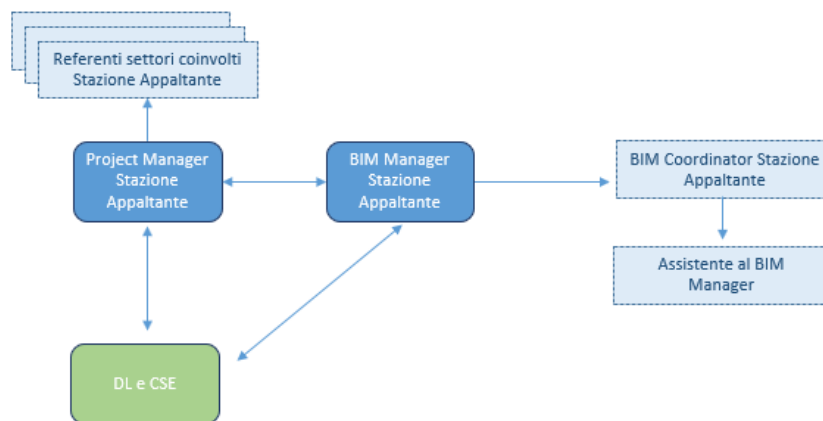 Referenti settori coinvolti
Stazione Appaltante
Project Manager
Stazione
Appaltante
BIM Manager
Stazione
Appaltante
BIM Coordinator Stazione
Appaltante
Assistente al BIM
Manager
DL e CSE